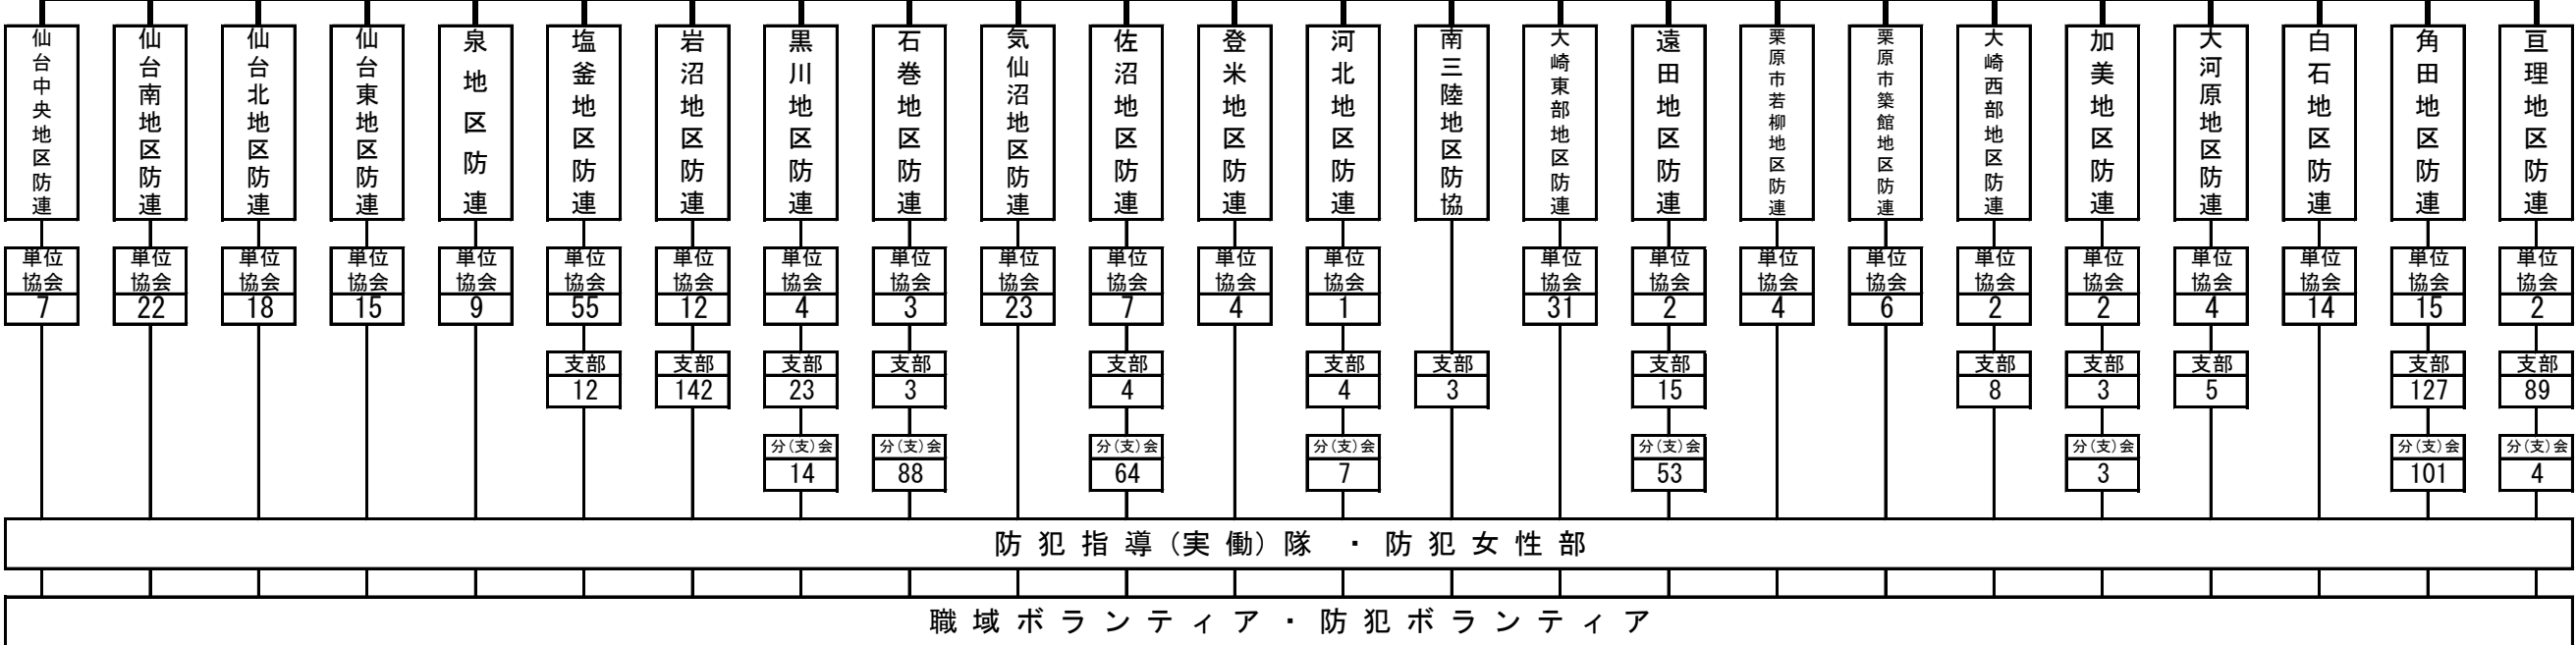 仙台中央地区防連
仙台南地区防連
仙台北地区防連
仙台東地区防連
泉地区防連
塩釜地区防連
岩沼地区防連
黒川地区防連
石巻地区防連
気仙沼地区防連
佐沼地区防連
登米地区防連
河北地区防連
南三陸地区防協
大崎東部地区防連
遠田地区防連
栗原市若柳地区防連
栗原市築館地区防連
大崎西部地区防連
加美地区防連
大河原地区防連
白石地区防連
角田地区防連
亘理地区防連
単位 単位 単位 単位 単位 単位 単位 単位 単位 単位 単位 単位 単位 単位 単位 単位 単位 単位 単位 単位 単位 単位 単位
協会 協会 協会 協会 協会 協会 協会 協会 協会 協会 協会 協会 協会 協会 協会 協会 協会 協会 協会 協会 協会 協会 協会
7 22 18 15 9 55 12 4 3 23 7 4 1 31 2 4 6 2 2 4 14 15 2
支部 支部 支部 支部 支部 支部 支部 支部 支部 支部 支部 支部 支部
12 142 23 3 4 4 3 15 8 3 5 127 89
分(支)会 分(支)会 分(支)会 分(支)会 分(支)会 分(支)会 分(支)会 分(支)会
14 88 64 7 53 3 101 4
防犯指導(実働)隊 ・ 防犯女性部
職域ボランティア・防犯ボランティア